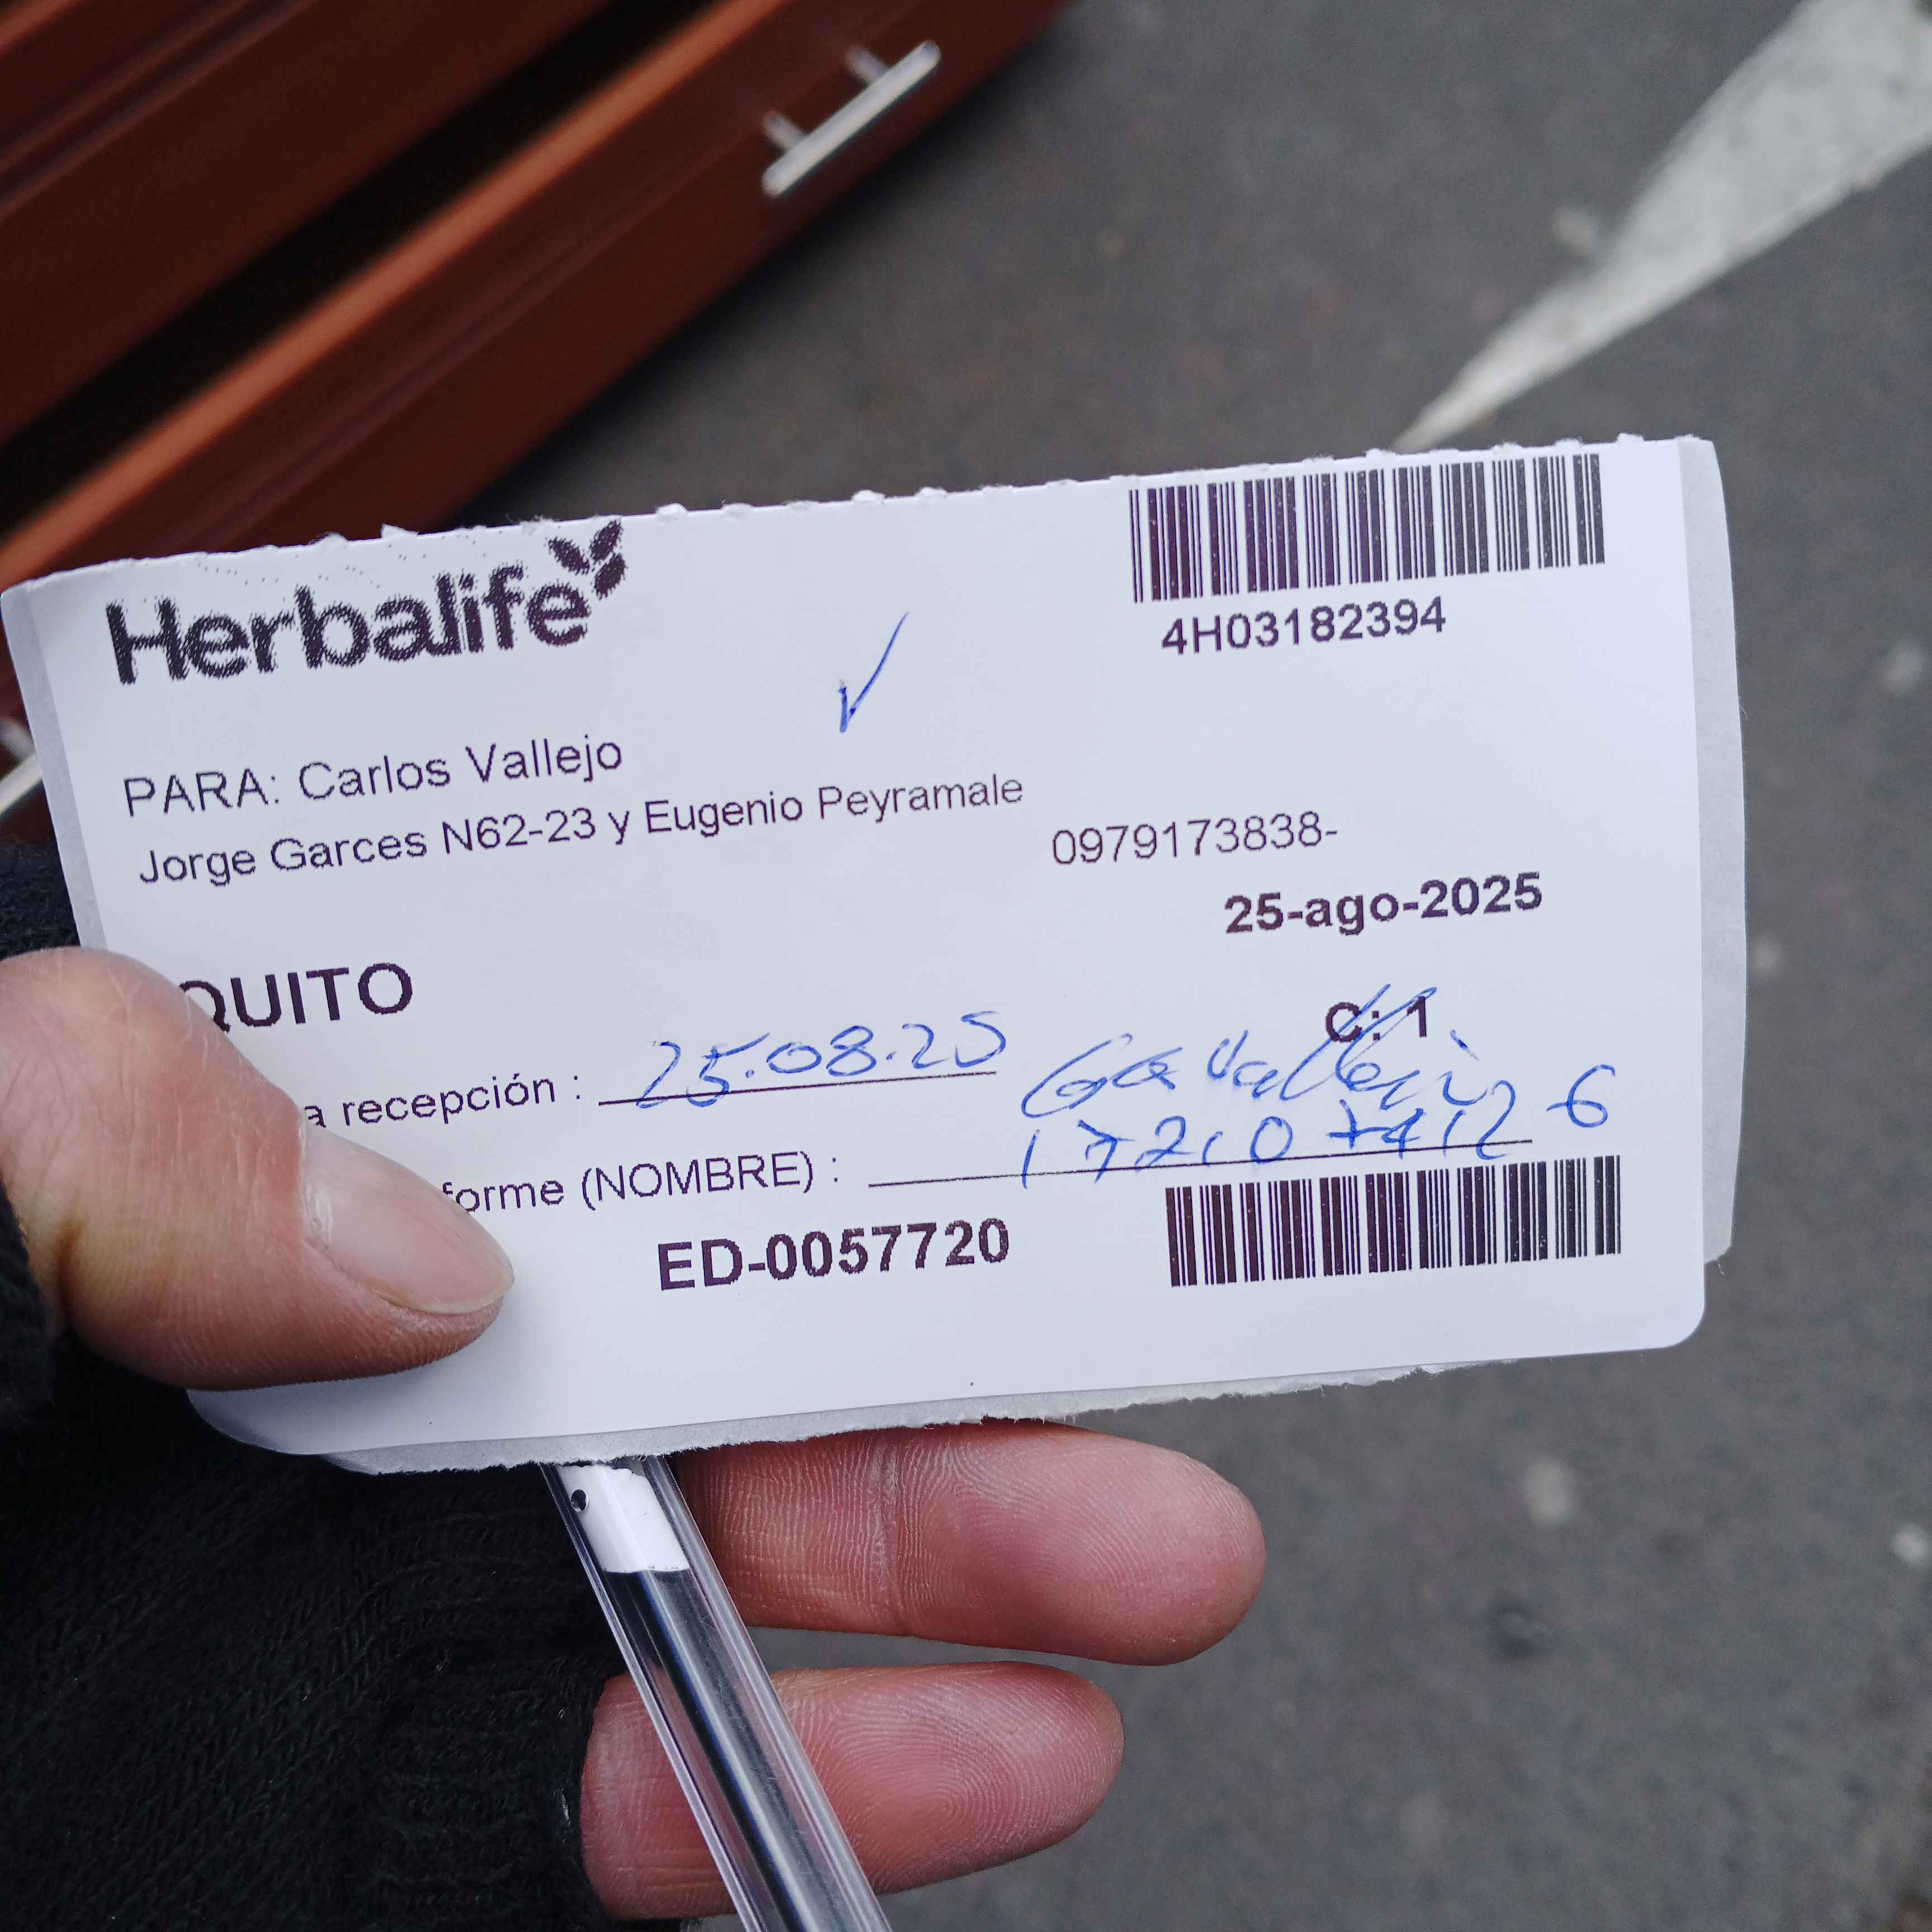 Herbalife
4H03182394
PARA: Carlos Vallejo
Jorge Garces N62-23 y Eugenio Peyramale
0979173838-
25-ago-2025
QUITO
C: 1
a recepción : 25.08.25
Vallejo
forme (NOMBRE) :
ED-0057720